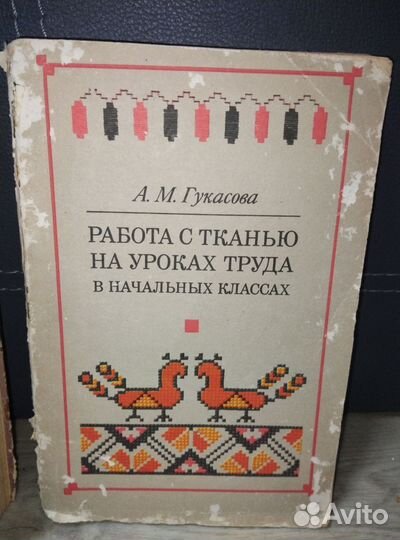 А. М. Гукасова
РАБОТА С ТКАНЬЮ
НА УРОКАХ ТРУДА
В НАЧАЛЬНЫХ КЛАССАХ
Avito